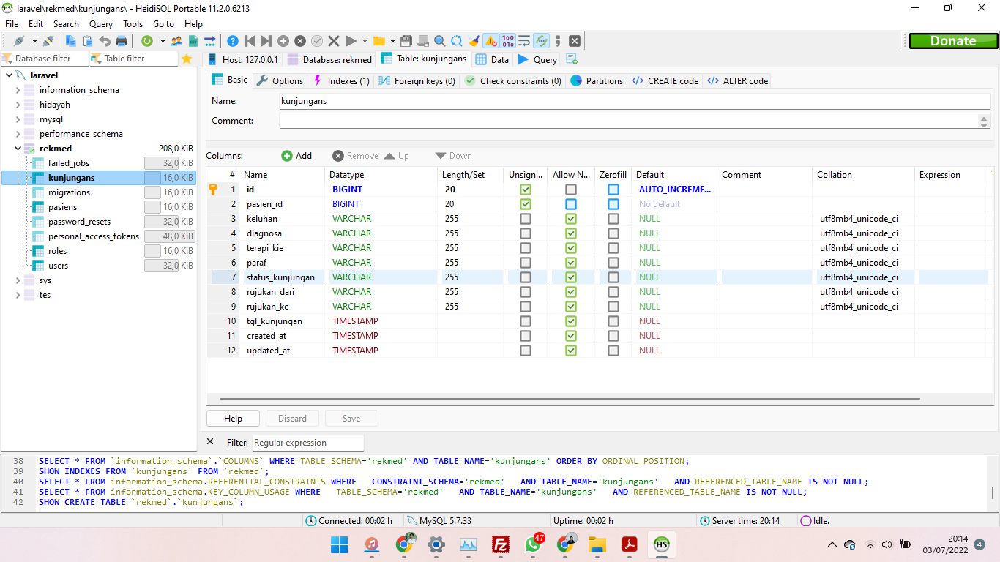 laravel\rekmed\kunjungans\ - HeidiSQL Portable 11.2.0.6213
File Edit Search Query Tools Go to Help
Donate
Database filter Table filter Host: 127.0.0.1 Database: rekmed Table: kunjungans Data Query
laravel
information_schema
hidayah
mysql
performance_schema
rekmed 208,0 KiB
failed_jobs 32,0 KiB
kunjungans 16,0 KiB
migrations 16,0 KiB
pasiens 16,0 KiB
password_resets 32,0 KiB
personal_access_tokens 48,0 KiB
roles 16,0 KiB
users 32,0 KiB
sys
tes
Basic Options Indexes (1) Foreign keys (0) Check constraints (0) Partitions CREATE code ALTER code
Name: kunjungans
Comment:
Columns: Add Remove Up Down
# Name Datatype Length/Set Unsign... Allow N... Zerofill Default Comment Collation Expression
1 id BIGINT 20 AUTO_INCREME...
2 pasien_id BIGINT 20 No default
3 keluhan VARCHAR 255 NULL utf8mb4_unicode_ci
4 diagnosa VARCHAR 255 NULL utf8mb4_unicode_ci
5 terapi_kie VARCHAR 255 NULL utf8mb4_unicode_ci
6 paraf VARCHAR 255 NULL utf8mb4_unicode_ci
7 status_kunjungan VARCHAR 255 NULL utf8mb4_unicode_ci
8 rujukan_dari VARCHAR 255 NULL utf8mb4_unicode_ci
9 rujukan_ke VARCHAR 255 NULL utf8mb4_unicode_ci
10 tgl_kunjungan TIMESTAMP NULL
11 created_at TIMESTAMP NULL
12 updated_at TIMESTAMP NULL
Help Discard Save
Filter: Regular expression
38 SELECT * FROM `information_schema`.`COLUMNS` WHERE TABLE_SCHEMA='rekmed' AND TABLE_NAME='kunjungans' ORDER BY ORDINAL_POSITION;
39 SHOW INDEXES FROM `kunjungans` FROM `rekmed`;
40 SELECT * FROM information_schema.REFERENTIAL_CONSTRAINTS WHERE CONSTRAINT_SCHEMA='rekmed' AND TABLE_NAME='kunjungans' AND REFERENCED_TABLE_NAME IS NOT NULL;
41 SELECT * FROM information_schema.KEY_COLUMN_USAGE WHERE TABLE_SCHEMA='rekmed' AND TABLE_NAME='kunjungans' AND REFERENCED_TABLE_NAME IS NOT NULL;
42 SHOW CREATE TABLE `rekmed`.`kunjungans`;
Connected: 00:02 h MySQL 5.7.33 Uptime: 00:02 h Server time: 20:14 Idle.
47 HS 20:14
03/07/2022 4